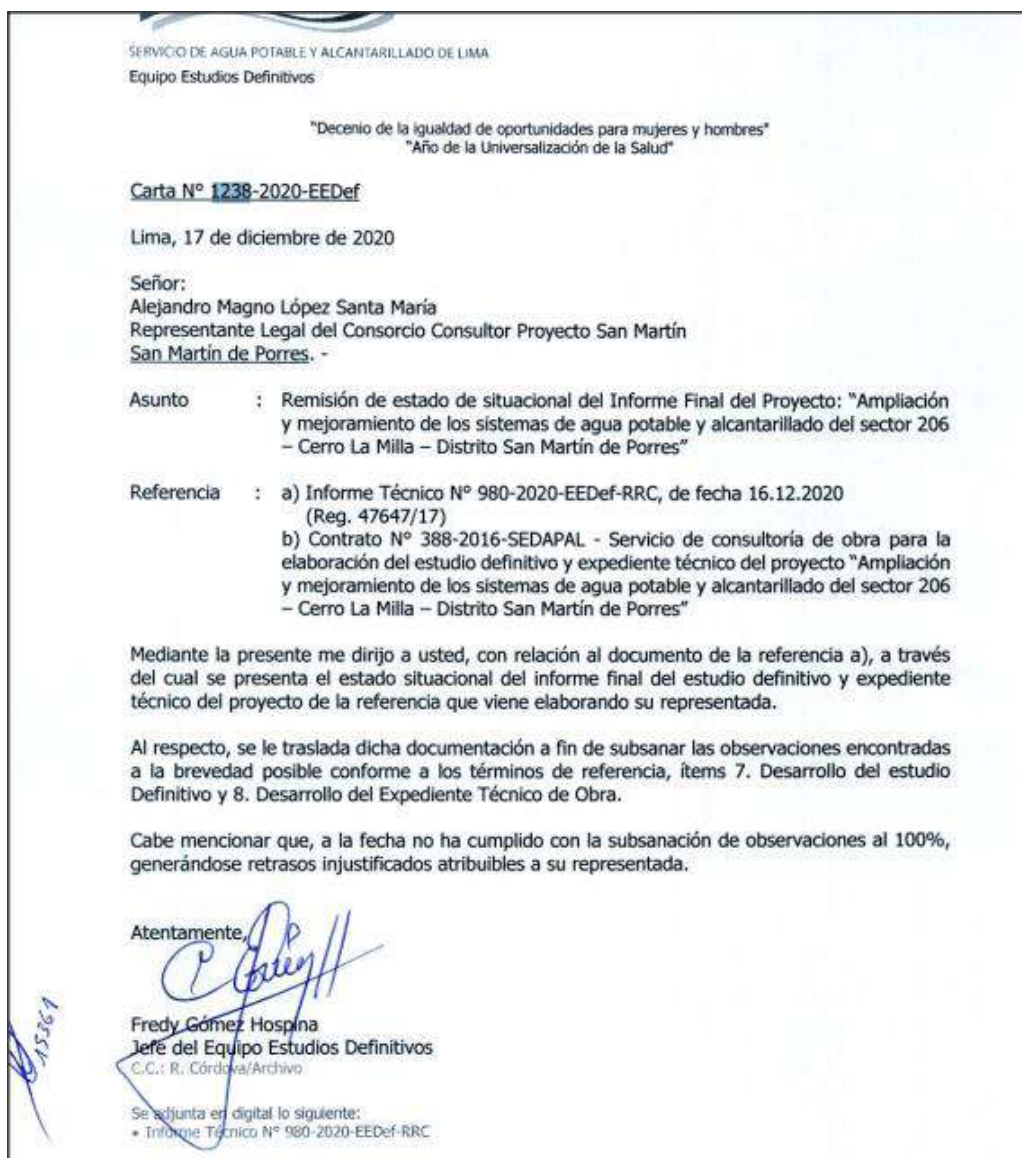 SERVICIO DE AGUA POTABLE Y ALCANTARILLADO DE LIMA
Equipo Estudios Definitivos
"Decenio de la igualdad de oportunidades para mujeres y hombres"
"Año de la Universalización de la Salud"
Carta N° 1238-2020-EEDef
Lima, 17 de diciembre de 2020
Señor:
Alejandro Magno López Santa María
Representante Legal del Consorcio Consultor Proyecto San Martín
San Martín de Porres. -
Asunto : Remisión de estado de situacional del Informe Final del Proyecto: "Ampliación
y mejoramiento de los sistemas de agua potable y alcantarillado del sector 206
– Cerro La Milla – Distrito San Martín de Porres"
Referencia : a) Informe Técnico N° 980-2020-EEDef-RRC, de fecha 16.12.2020
(Reg. 47647/17)
b) Contrato N° 388-2016-SEDAPAL - Servicio de consultoría de obra para la
elaboración del estudio definitivo y expediente técnico del proyecto "Ampliación
y mejoramiento de los sistemas de agua potable y alcantarillado del sector 206
– Cerro La Milla – Distrito San Martín de Porres"
Mediante la presente me dirijo a usted, con relación al documento de la referencia a), a través
del cual se presenta el estado situacional del informe final del estudio definitivo y expediente
técnico del proyecto de la referencia que viene elaborando su representada.
Al respecto, se le traslada dicha documentación a fin de subsanar las observaciones encontradas
a la brevedad posible conforme a los términos de referencia, ítems 7. Desarrollo del estudio
Definitivo y 8. Desarrollo del Expediente Técnico de Obra.
Cabe mencionar que, a la fecha no ha cumplido con la subsanación de observaciones al 100%,
generándose retrasos injustificados atribuibles a su representada.
Atentamente,
Fredy Gómez Hospina
Jefe del Equipo Estudios Definitivos
C.C.: R. Córdova/Archivo
15361
Se adjunta en digital lo siguiente:
• Informe Técnico N° 980-2020-EEDef-RRC